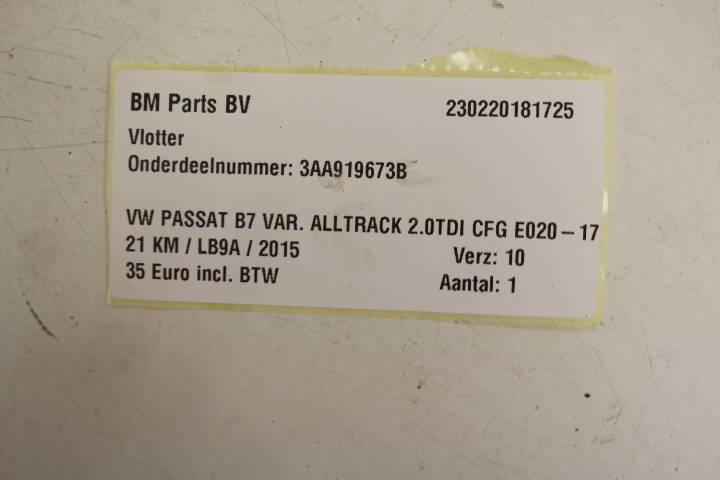 BM Parts BV 230220181725
Vlotter
Onderdeelnummer: 3AA919673B
VW PASSAT B7 VAR. ALLTRACK 2.0TDI CFG E020-17
21 KM / LB9A / 2015 Verz: 10
35 Euro incl. BTW Aantal: 1